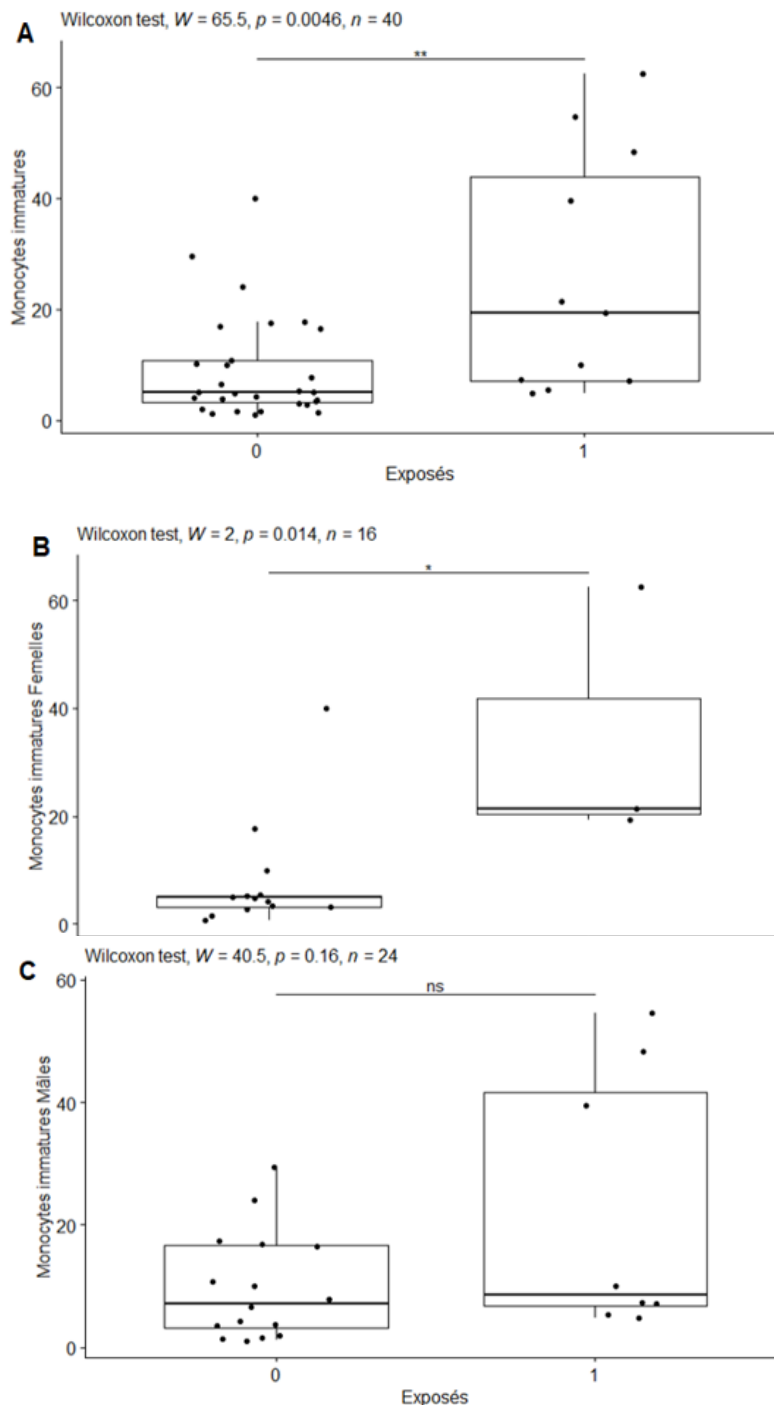 A
Wilcoxon test, W = 65.5, p = 0.0046, n = 40
**
60
40
20
0
Monocytes immatures
0 1
Exposés
B
Wilcoxon test, W = 2, p = 0.014, n = 16
*
60
40
20
0
Monocytes immatures Femelles
C
Wilcoxon test, W = 40.5, p = 0.16, n = 24
ns
60
40
20
0
Monocytes immatures Mâles
0 1
Exposés